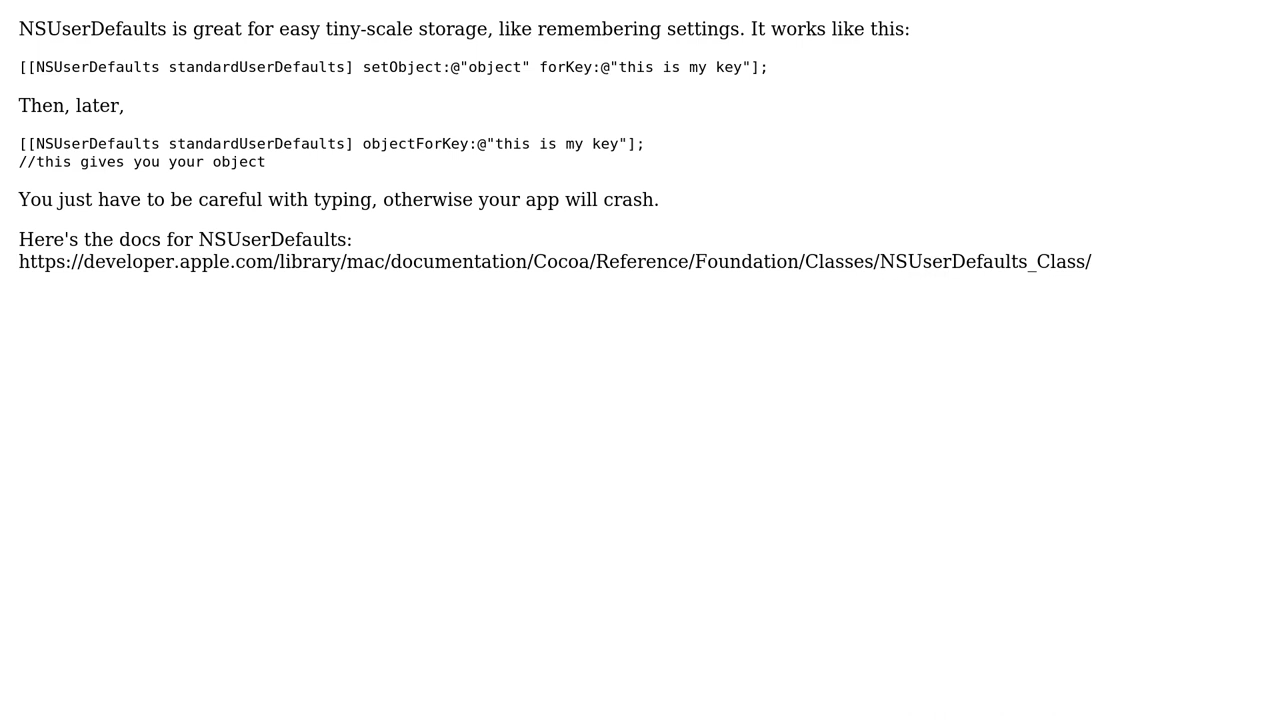 NSUserDefaults is great for easy tiny-scale storage, like remembering settings. It works like this:
[[NSUserDefaults standardUserDefaults] setObject:@"object" forKey:@"this is my key"];
Then, later,
[[NSUserDefaults standardUserDefaults] objectForKey:@"this is my key"];
//this gives you your object
You just have to be careful with typing, otherwise your app will crash.
Here's the docs for NSUserDefaults:
https://developer.apple.com/library/mac/documentation/Cocoa/Reference/Foundation/Classes/NSUserDefaults_Class/